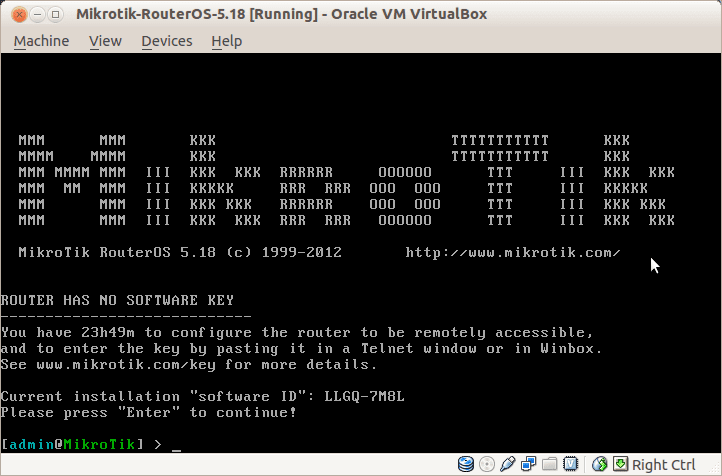 Mikrotik-RouterOS-5.18 [Running] - Oracle VM VirtualBox
Machine View Devices Help
MMM      MMM       KKK                          TTTTTTTTTTT      KKK
MMMM    MMMM       KKK                          TTTTTTTTTTT      KKK
MMM MMMM MMM  III  KKK  KKK  RRRRRR     OOOOOO      TTT     III  KKK  KKK
MMM  MM  MMM  III  KKKKK     RRR  RRR  OOO  OOO     TTT     III  KKKKK
MMM      MMM  III  KKK KKK   RRRRRR    OOO  OOO     TTT     III  KKK KKK
MMM      MMM  III  KKK  KKK  RRR  RRR   OOOOOO      TTT     III  KKK  KKK
MikroTik RouterOS 5.18 (c) 1999-2012       http://www.mikrotik.com/
ROUTER HAS NO SOFTWARE KEY
----------------------------
You have 23h49m to configure the router to be remotely accessible,
and to enter the key by pasting it in a Telnet window or in Winbox.
See www.mikrotik.com/key for more details.
Current installation "software ID": LLGQ-7M8L
Please press "Enter" to continue!
[admin@MikroTik] > _
Right Ctrl